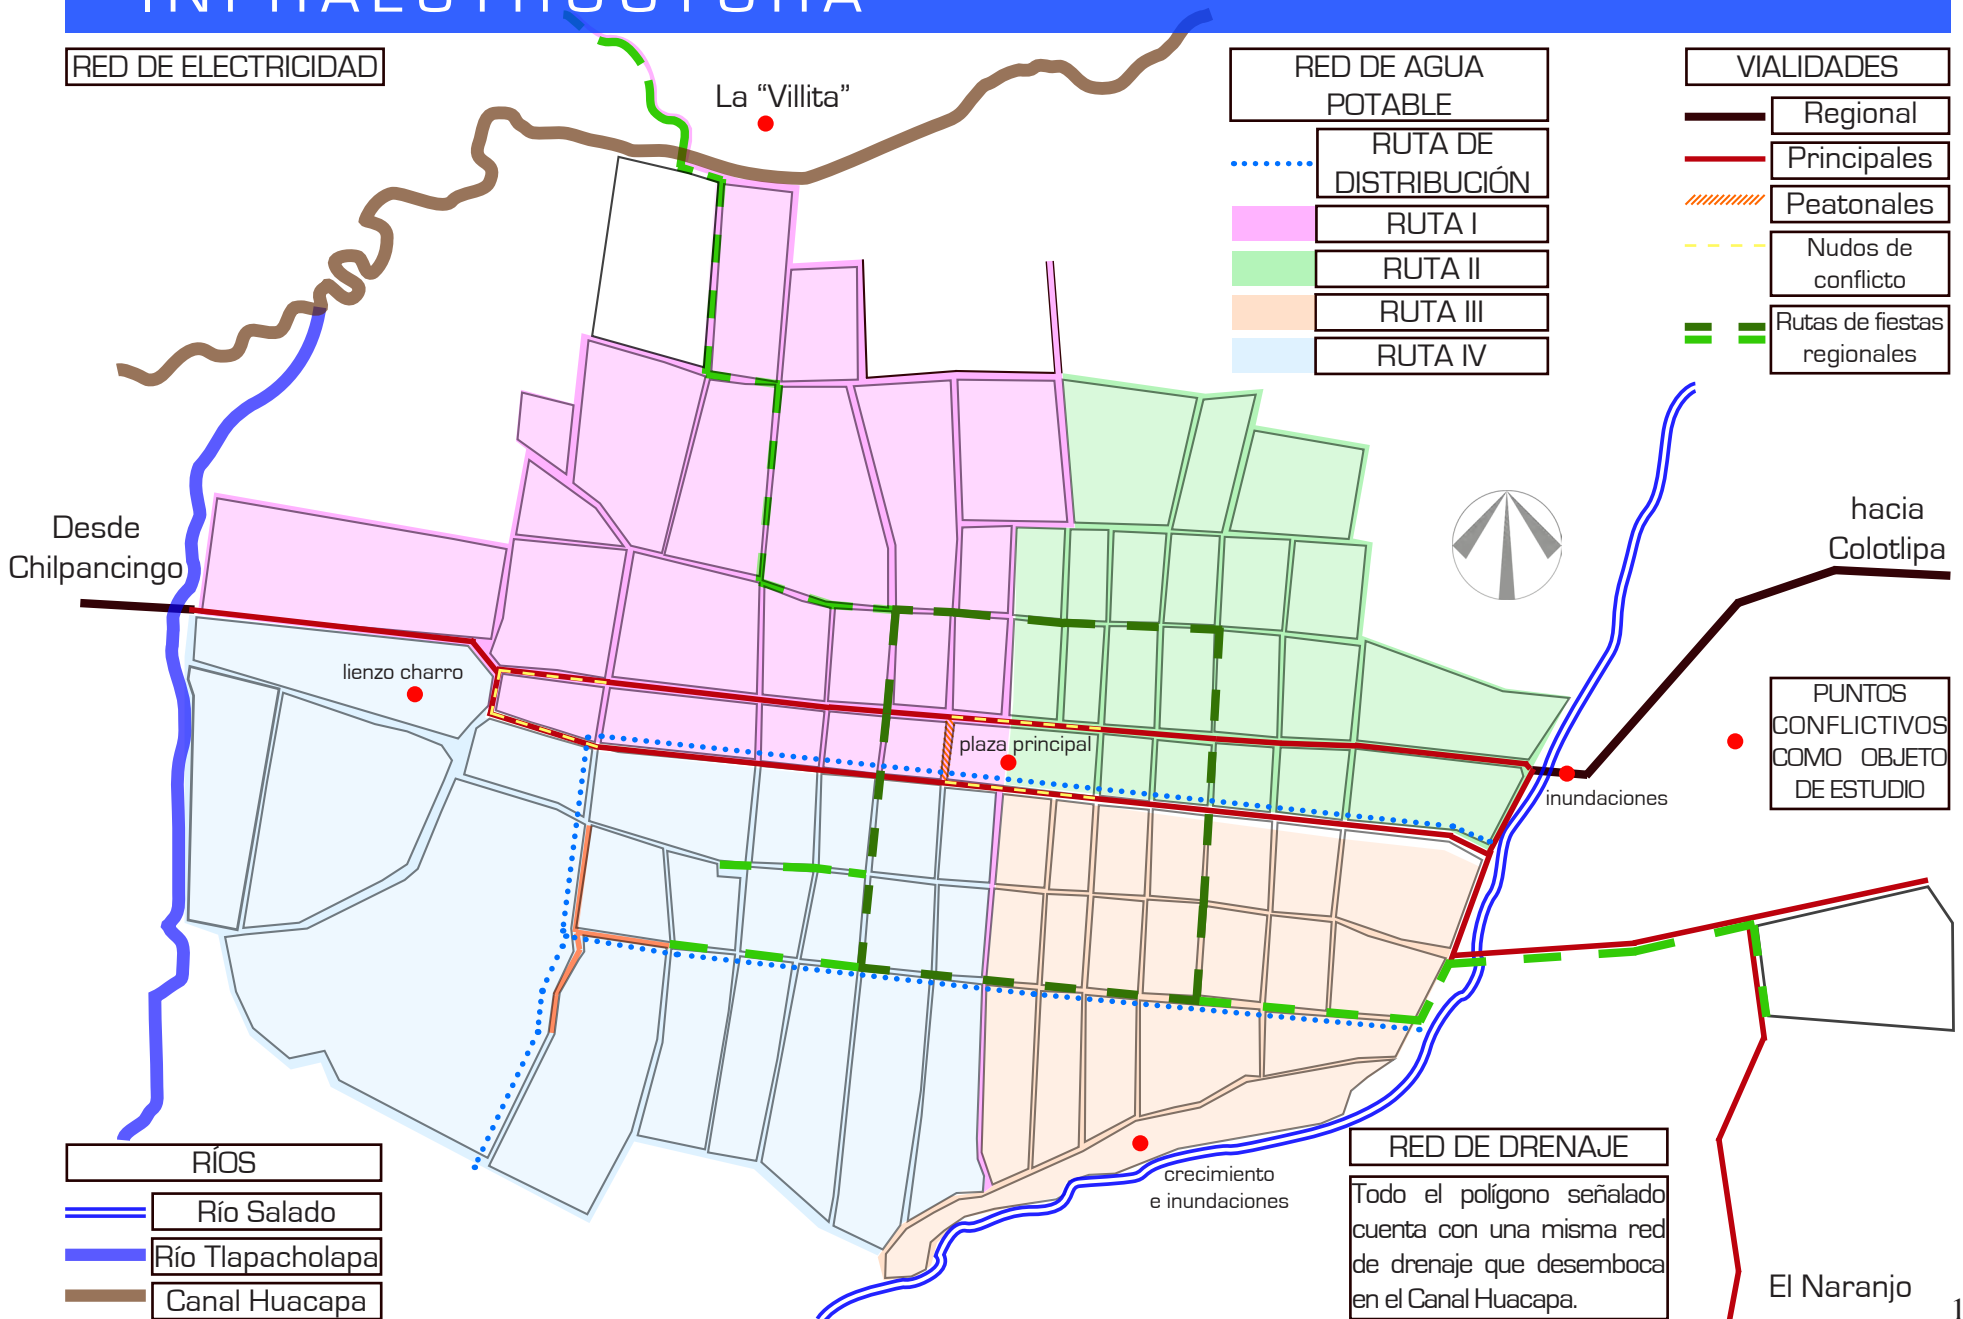 INFRAESTRUCTURA
RED DE ELECTRICIDAD
La “Villita”
RED DE AGUA
POTABLE
RUTA DE
DISTRIBUCIÓN
RUTA I
RUTA II
RUTA III
RUTA IV
VIALIDADES
Regional
Principales
Peatonales
Nudos de
conflicto
Rutas de fiestas
regionales
Desde
Chilpancingo
hacia
Colotlipa
lienzo charro
plaza principal
inundaciones
PUNTOS
CONFLICTIVOS
COMO OBJETO
DE ESTUDIO
crecimiento
e inundaciones
RÍOS
Río Salado
Río Tlapacholapa
Canal Huacapa
RED DE DRENAJE
Todo el polígono señalado
cuenta con una misma red
de drenaje que desemboca
en el Canal Huacapa.
El Naranjo
1